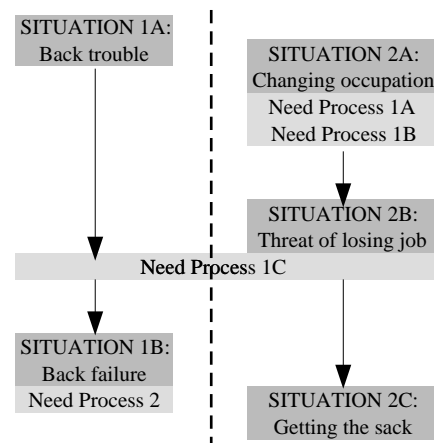 SITUATION 1A:
Back trouble
SITUATION 2A:
Changing occupation
Need Process 1A
Need Process 1B
SITUATION 2B:
Threat of losing job
Need Process 1C
SITUATION 1B:
Back failure
Need Process 2
SITUATION 2C:
Getting the sack